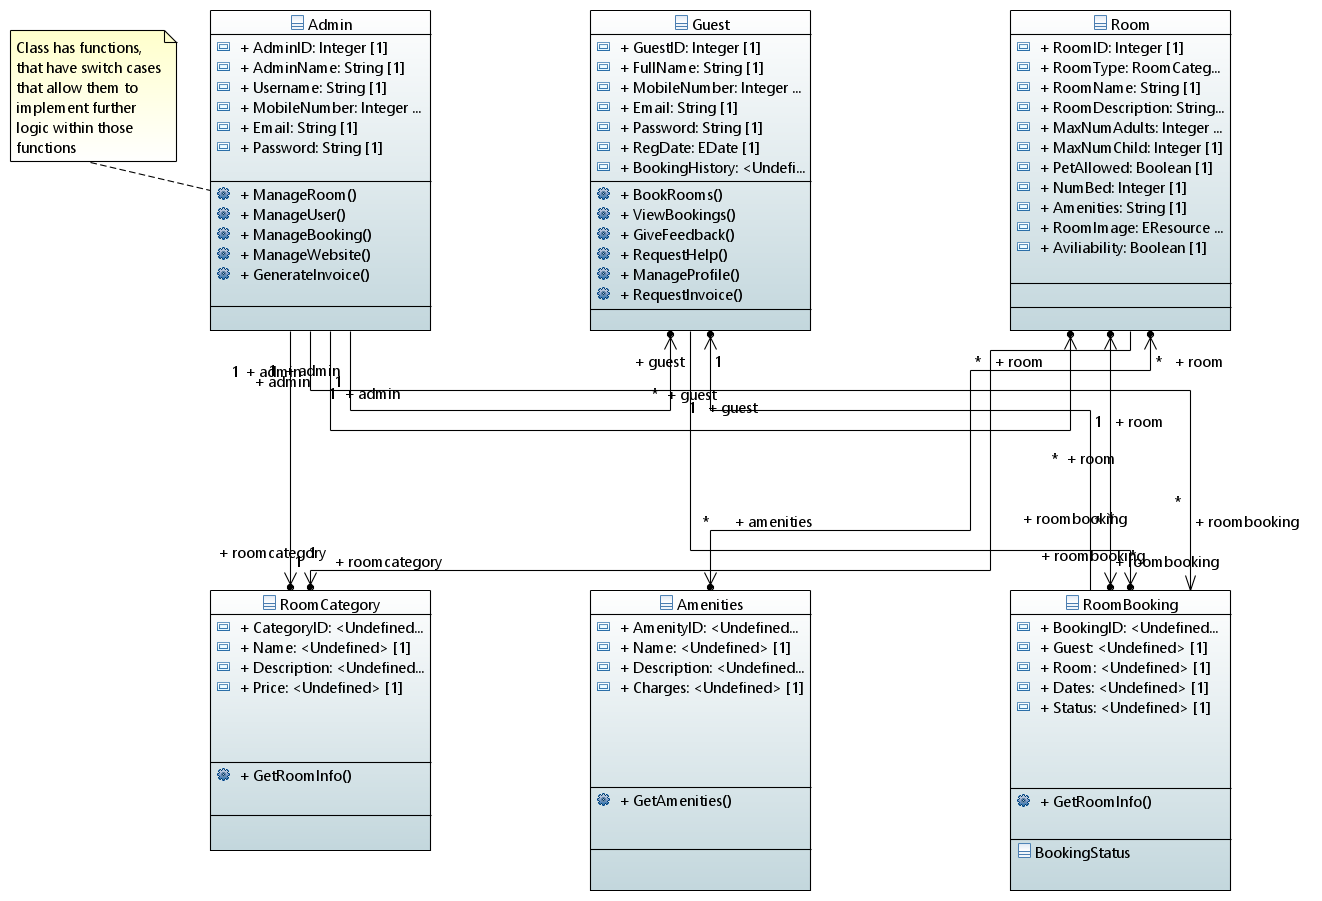 Class has functions,
that have switch cases
that allow them to
implement further
logic within those
functions
Admin
+ AdminID: Integer [1]
+ AdminName: String [1]
+ Username: String [1]
+ MobileNumber: Integer ...
+ Email: String [1]
+ Password: String [1]
+ ManageRoom()
+ ManageUser()
+ ManageBooking()
+ ManageWebsite()
+ GenerateInvoice()
Guest
+ GuestID: Integer [1]
+ FullName: String [1]
+ MobileNumber: Integer ...
+ Email: String [1]
+ Password: String [1]
+ RegDate: EDate [1]
+ BookingHistory: <Undefi...
+ BookRooms()
+ ViewBookings()
+ GiveFeedback()
+ RequestHelp()
+ ManageProfile()
+ RequestInvoice()
Room
+ RoomID: Integer [1]
+ RoomType: RoomCateg...
+ RoomName: String [1]
+ RoomDescription: String...
+ MaxNumAdults: Integer ...
+ MaxNumChild: Integer [1]
+ PetAllowed: Boolean [1]
+ NumBed: Integer [1]
+ Amenities: String [1]
+ RoomImage: EResource ...
+ Aviliability: Boolean [1]
1 + admin
1 + admin
+ admin
1
1 + admin
+ guest
1
* + guest
1 + guest
* + room
* + room
1 + room
* + room
+ roombooking
*
*
+ roombooking
+ roombooking
+ roombooking
* + amenities
+ roomcategory
1
1
+ roomcategory
RoomCategory
+ CategoryID: <Undefined...
+ Name: <Undefined> [1]
+ Description: <Undefined...
+ Price: <Undefined> [1]
+ GetRoomInfo()
Amenities
+ AmenityID: <Undefined...
+ Name: <Undefined> [1]
+ Description: <Undefined...
+ Charges: <Undefined> [1]
+ GetAmenities()
RoomBooking
+ BookingID: <Undefined...
+ Guest: <Undefined> [1]
+ Room: <Undefined> [1]
+ Dates: <Undefined> [1]
+ Status: <Undefined> [1]
+ GetRoomInfo()
BookingStatus